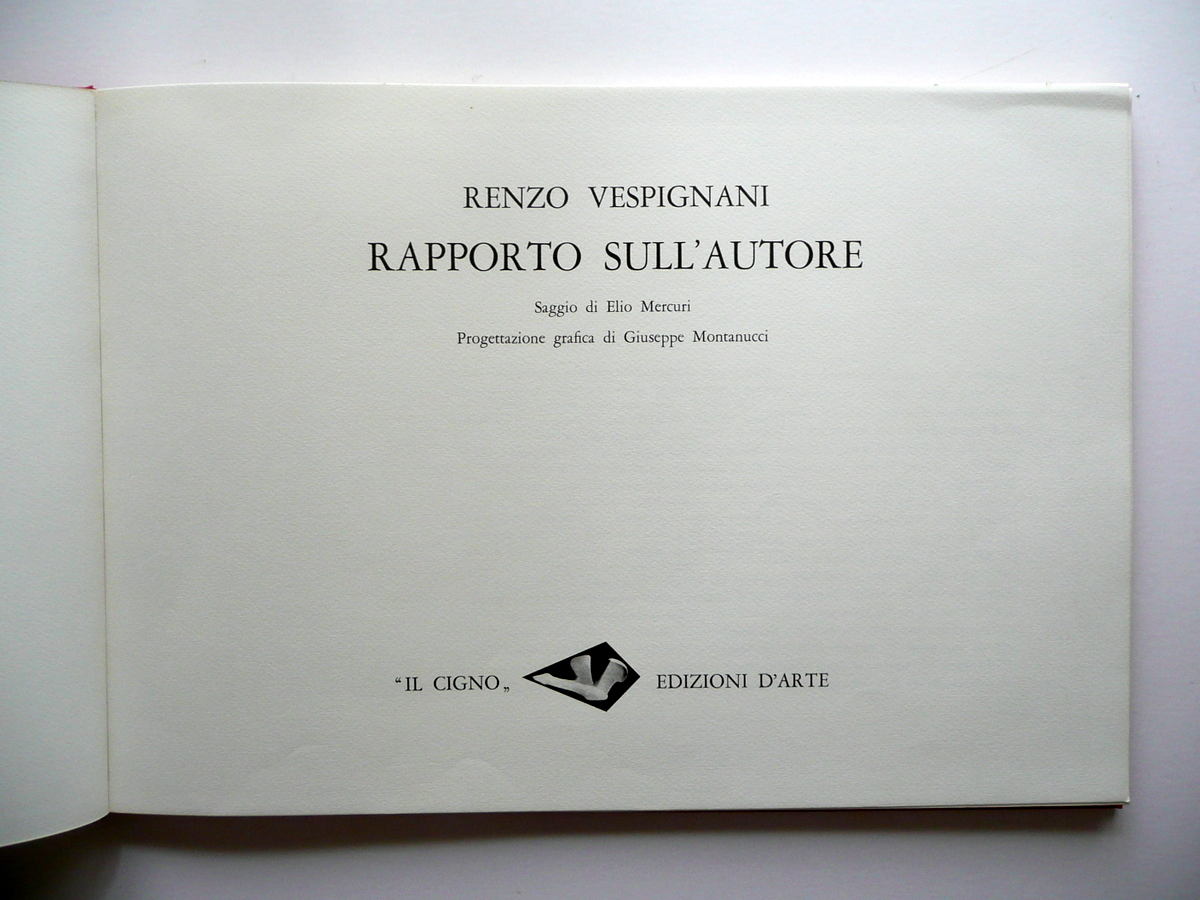 RENZO VESPIGNANI
RAPPORTO SULL'AUTORE
Saggio di Elio Mercuri
Progettazione grafica di Giuseppe Montanucci
“IL CIGNO„ EDIZIONI D'ARTE